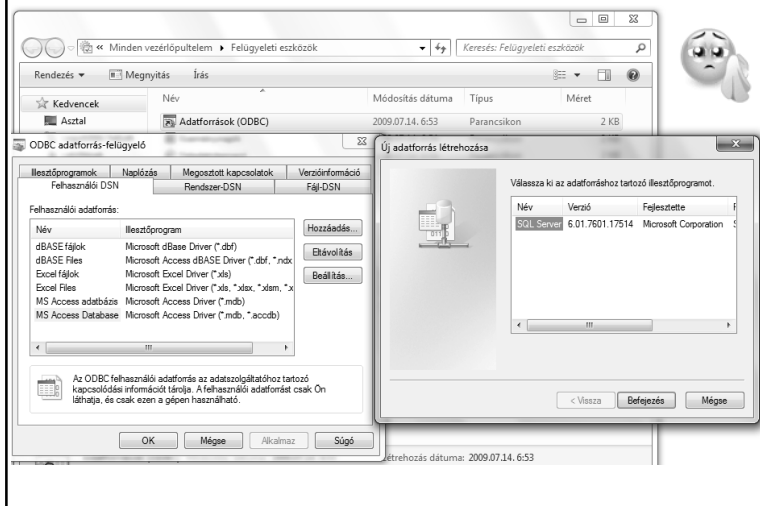 « Minden vezérlőpultelem ▸ Felügyeleti eszközök
Keresés: Felügyeleti eszközök
Rendezés Megnyitás Írás
Kedvencek
Asztal
Név Módosítás dátuma Típus Méret
Adatforrások (ODBC) 2009.07.14. 6:53 Parancsikon 2 KB
ODBC adatforrás-felügyelő
Illesztőprogramok Naplózás Megosztott kapcsolatok Verzióinformáció
Felhasználói DSN Rendszer-DSN Fájl-DSN
Felhasználói adatforrás:
Név Illesztőprogram
dBASE fájlok Microsoft dBase Driver (*.dbf)
dBASE Files Microsoft Access dBASE Driver (*.dbf, *.ndx
Excel fájlok Microsoft Excel Driver (*.xls)
Excel Files Microsoft Excel Driver (*.xls, *.xlsx, *.xlsm, *.x
MS Access adatbázis Microsoft Access Driver (*.mdb)
MS Access Database Microsoft Access Driver (*.mdb, *.accdb)
Hozzáadás...
Eltávolítás
Beállítás...
Az ODBC felhasználói adatforrás az adatszolgáltatóhoz tartozó
kapcsolódási információt tárolja. A felhasználói adatforrást csak Ön
láthatja, és csak ezen a gépen használható.
OK Mégse Alkalmaz Súgó
Új adatforrás létrehozása
Válassza ki az adatforráshoz tartozó illesztőprogramot.
Név Verzió Fejlesztette F
SQL Server 6.01.7601.17514 Microsoft Corporation S
< Vissza Befejezés Mégse
étrehozás dátuma: 2009.07.14. 6:53